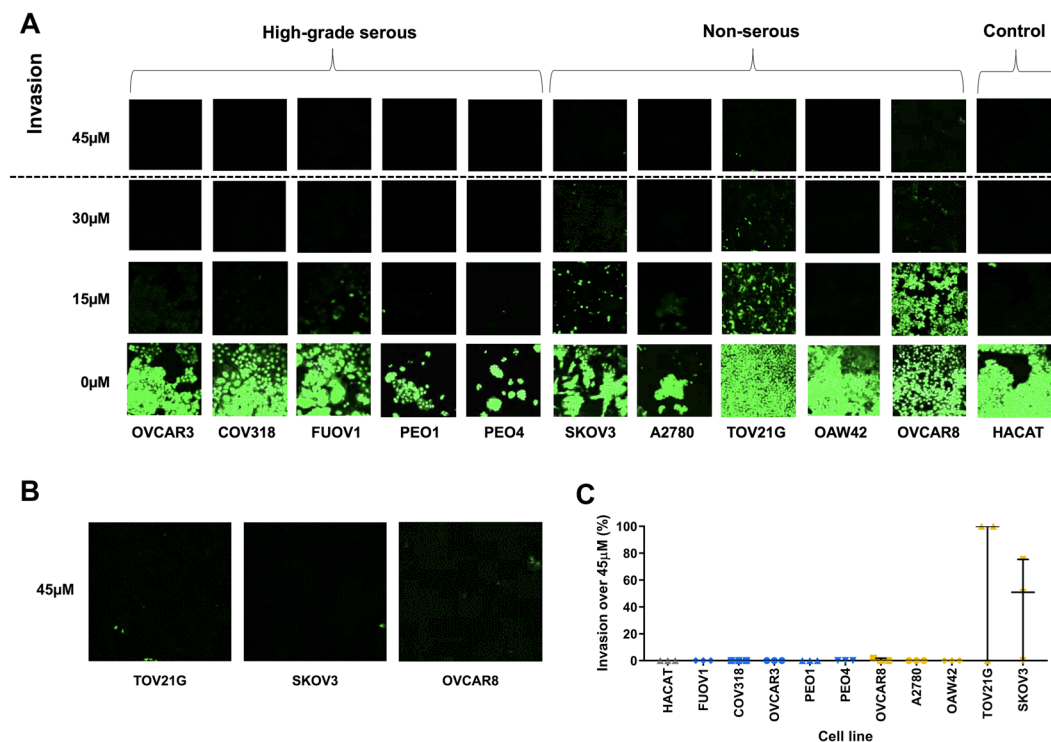 A
High-grade serous
Non-serous
Control
Invasion
45µM
30µM
15µM
0µM
OVCAR3 COV318 FUOV1 PEO1 PEO4 SKOV3 A2780 TOV21G OAW42 OVCAR8 HACAT
B
45µM
TOV21G SKOV3 OVCAR8
C
Invasion over 45µM (%)
100
80
60
40
20
0
HACAT
FUOV1
COV318
OVCAR3
PEO1
PEO4
OVCAR8
A2780
OAW42
TOV21G
SKOV3
Cell line